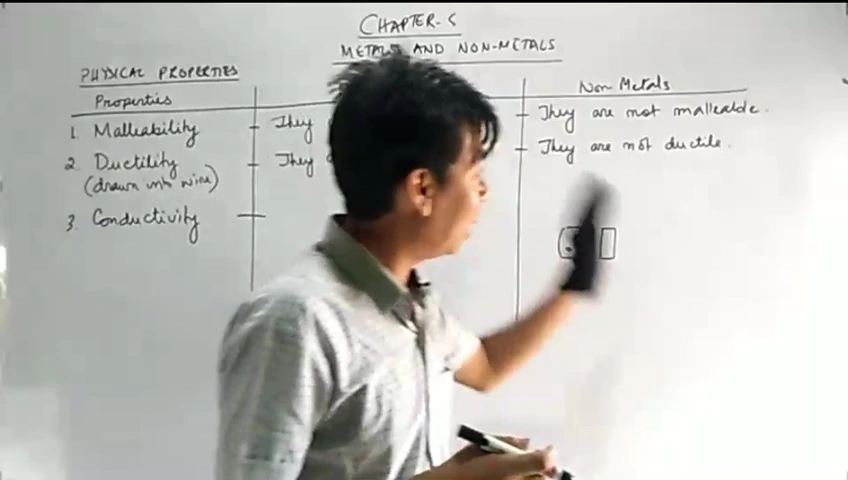 CHAPTER-5
METALS AND NON-METALS
PHYSICAL PROPERTIES
Properties
Non Metals
1. Malleability
They
They are not malleable.
2. Ductility
(drawn into wire)
They
They are not ductile.
3. Conductivity